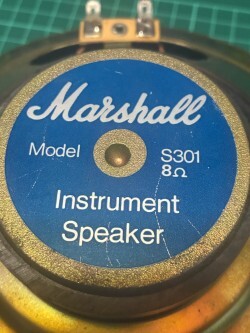 Marshall
Model S301
8Ω
Instrument
Speaker